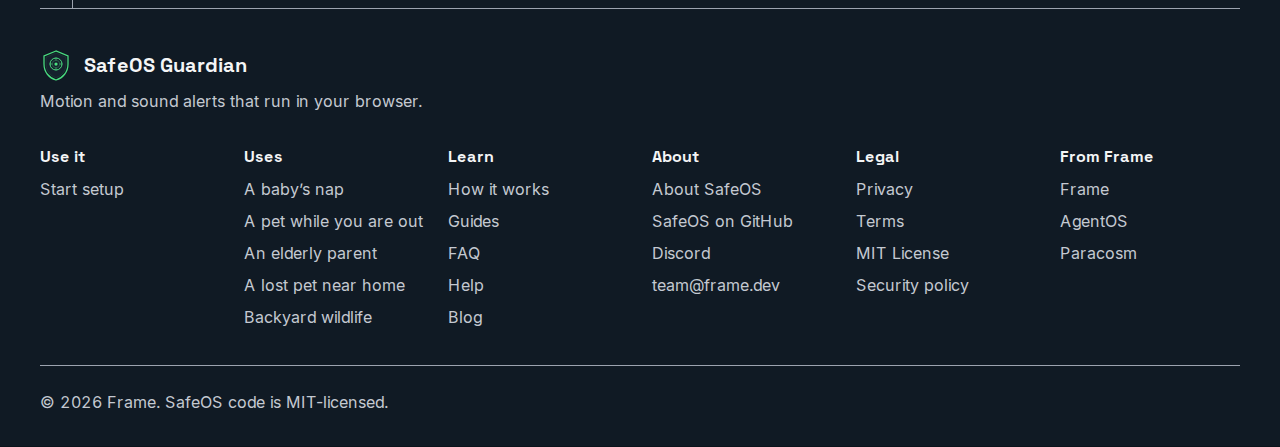 SafeOS Guardian
Motion and sound alerts that run in your browser.
Use it
Start setup
Uses
A baby’s nap
A pet while you are out
An elderly parent
A lost pet near home
Backyard wildlife
Learn
How it works
Guides
FAQ
Help
Blog
About
About SafeOS
SafeOS on GitHub
Discord
team@frame.dev
Legal
Privacy
Terms
MIT License
Security policy
From Frame
Frame
AgentOS
Paracosm
© 2026 Frame. SafeOS code is MIT-licensed.